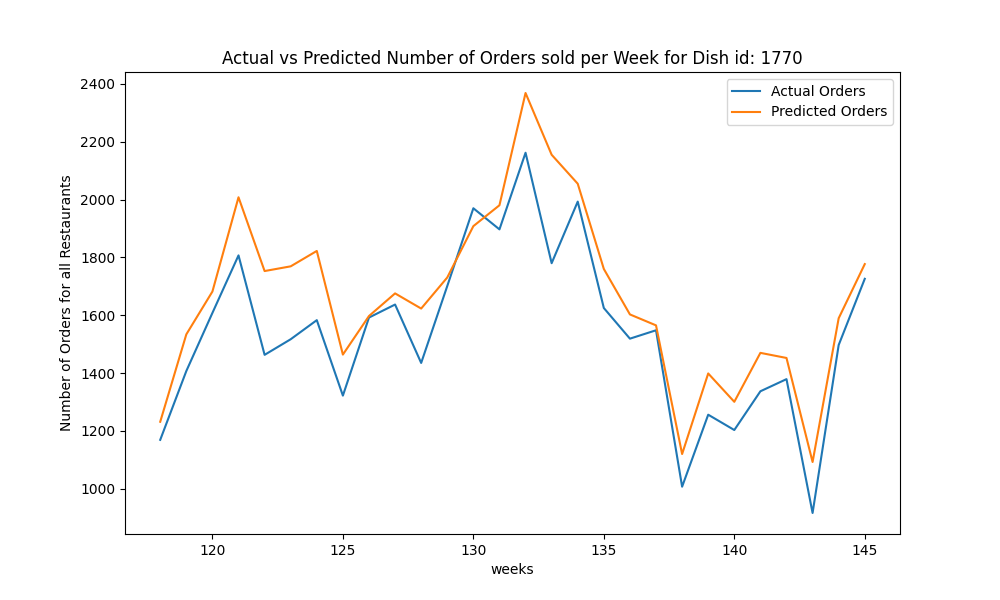 Actual vs Predicted Number of Orders sold per Week for Dish id: 1770
Actual Orders
Predicted Orders
Number of Orders for all Restaurants
2400
2200
2000
1800
1600
1400
1200
1000
120 125 130 135 140 145
weeks